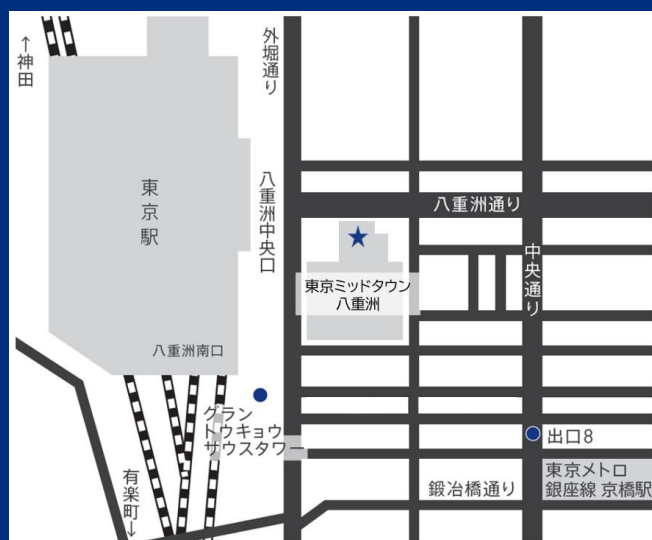 ←神田
外堀通り
東京駅
八重洲中央口
八重洲通り
中央通り
東京ミッドタウン
八重洲
八重洲南口
グラン
トウキョウ
サウスタワー
出口8
有楽町→
鍛冶橋通り
東京メトロ
銀座線 京橋駅